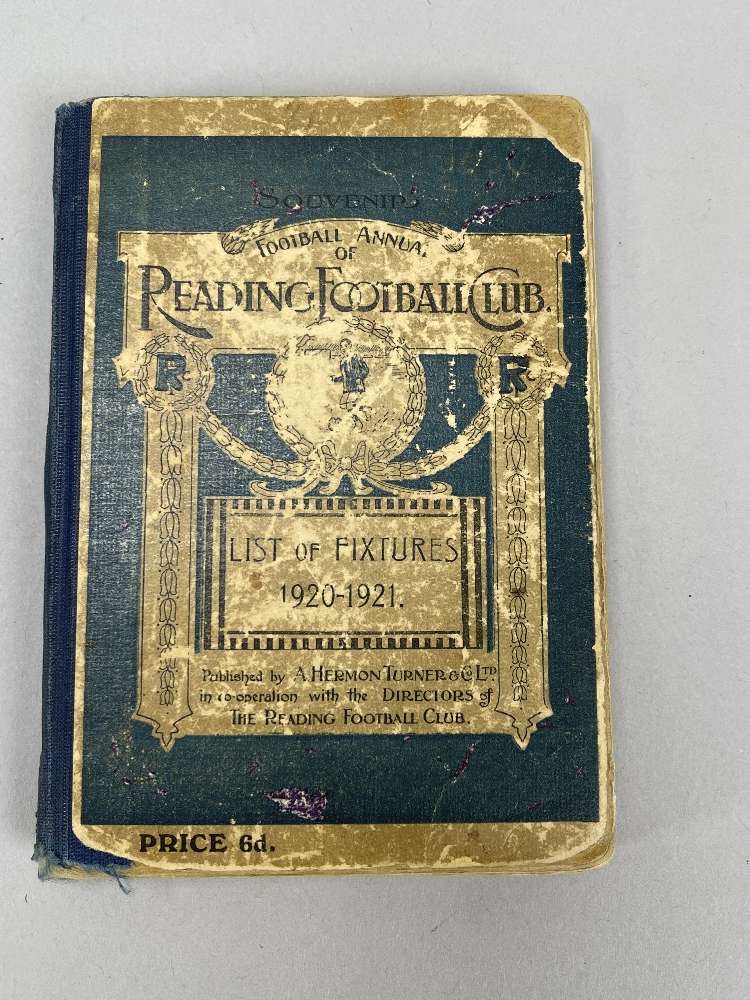 SOUVENIR
FOOTBALL ANNUAL
OF
READING FOOTBALL CLUB.
R R
LIST OF FIXTURES
1920-1921.
Published by A. HERMON TURNER & Co LTD.
in co-operation with the DIRECTORS of
THE READING FOOTBALL CLUB.
PRICE 6d.